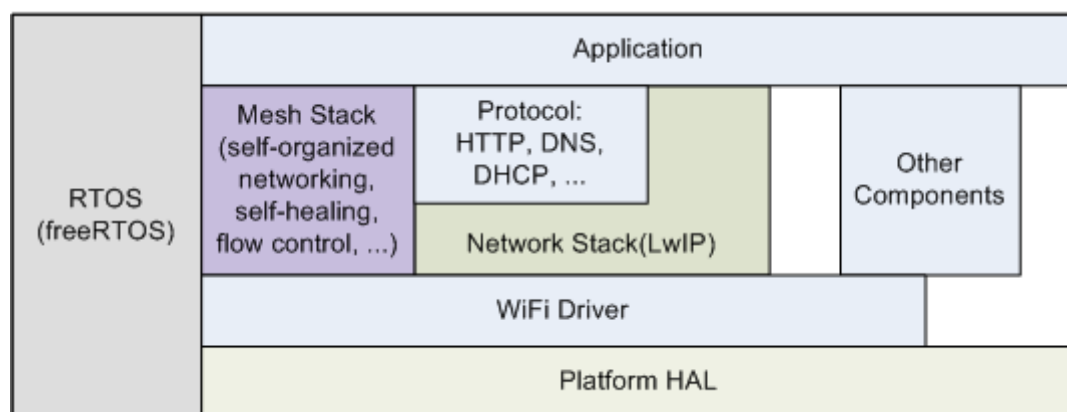 RTOS
(freeRTOS)
Application
Mesh Stack
(self-organized
networking,
self-healing,
flow control, ...)
Protocol:
HTTP, DNS,
DHCP, ...
Network Stack(LwIP)
Other
Components
WiFi Driver
Platform HAL